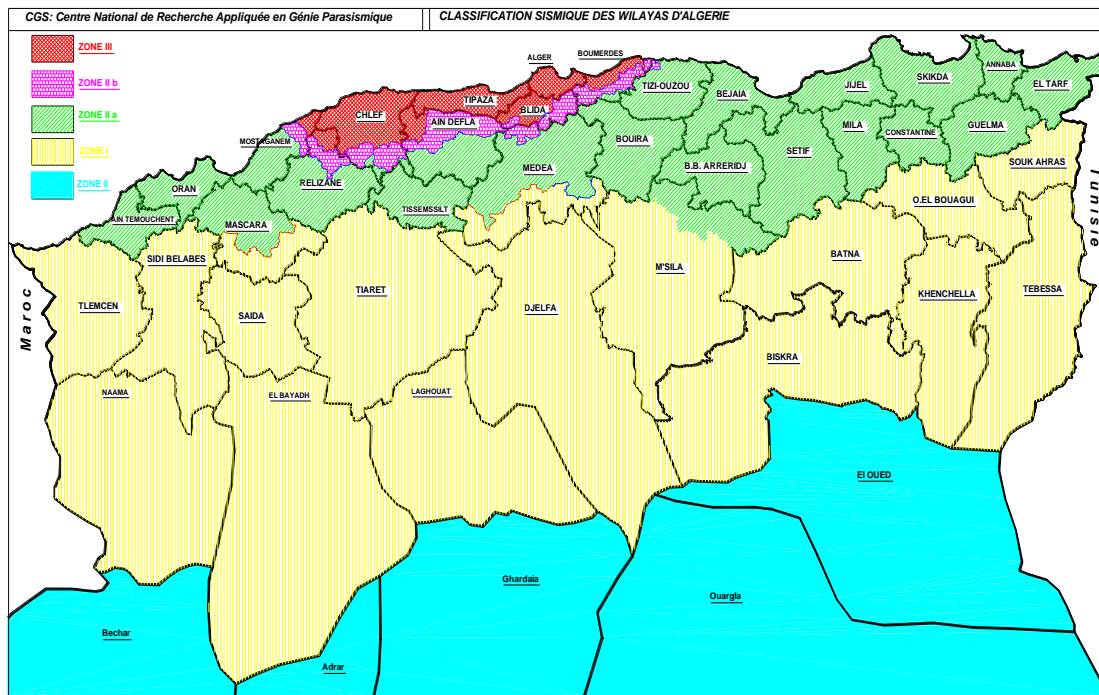 CGS: Centre National de Recherche Appliquée en Génie Parasismique
CLASSIFICATION SISMIQUE DES WILAYAS D'ALGERIE
ZONE III
ZONE II b
ZONE II a
ZONE I
ZONE 0
ALGER
BOUMERDES
TIPAZA
BLIDA
CHLEF
AIN DEFLA
TIZI-OUZOU
BEJAIA
JIJEL
SKIKDA
ANNABA
EL TARF
MOSTAGANEM
RELIZANE
MEDEA
BOUIRA
B.B. ARRERIDJ
SETIF
MILA
CONSTANTINE
GUELMA
SOUK AHRAS
ORAN
AIN TEMOUCHENT
MASCARA
TISSEMSSILT
O.EL BOUAGUI
SIDI BELABES
TLEMCEN
SAIDA
TIARET
DJELFA
M'SILA
BATNA
KHENCHELLA
TEBESSA
BISKRA
NAAMA
EL BAYADH
LAGHOUAT
Maroc
Tunisie
El OUED
Ghardaia
Ouargla
Bechar
Adrar